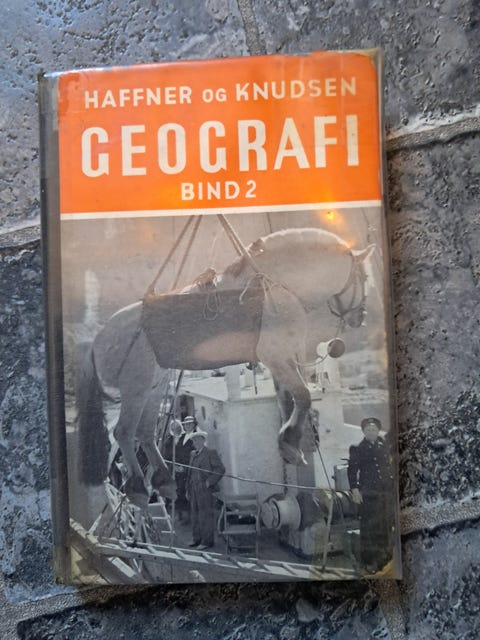 HAFFNER OG KNUDSEN
GEOGRAFI
BIND 2